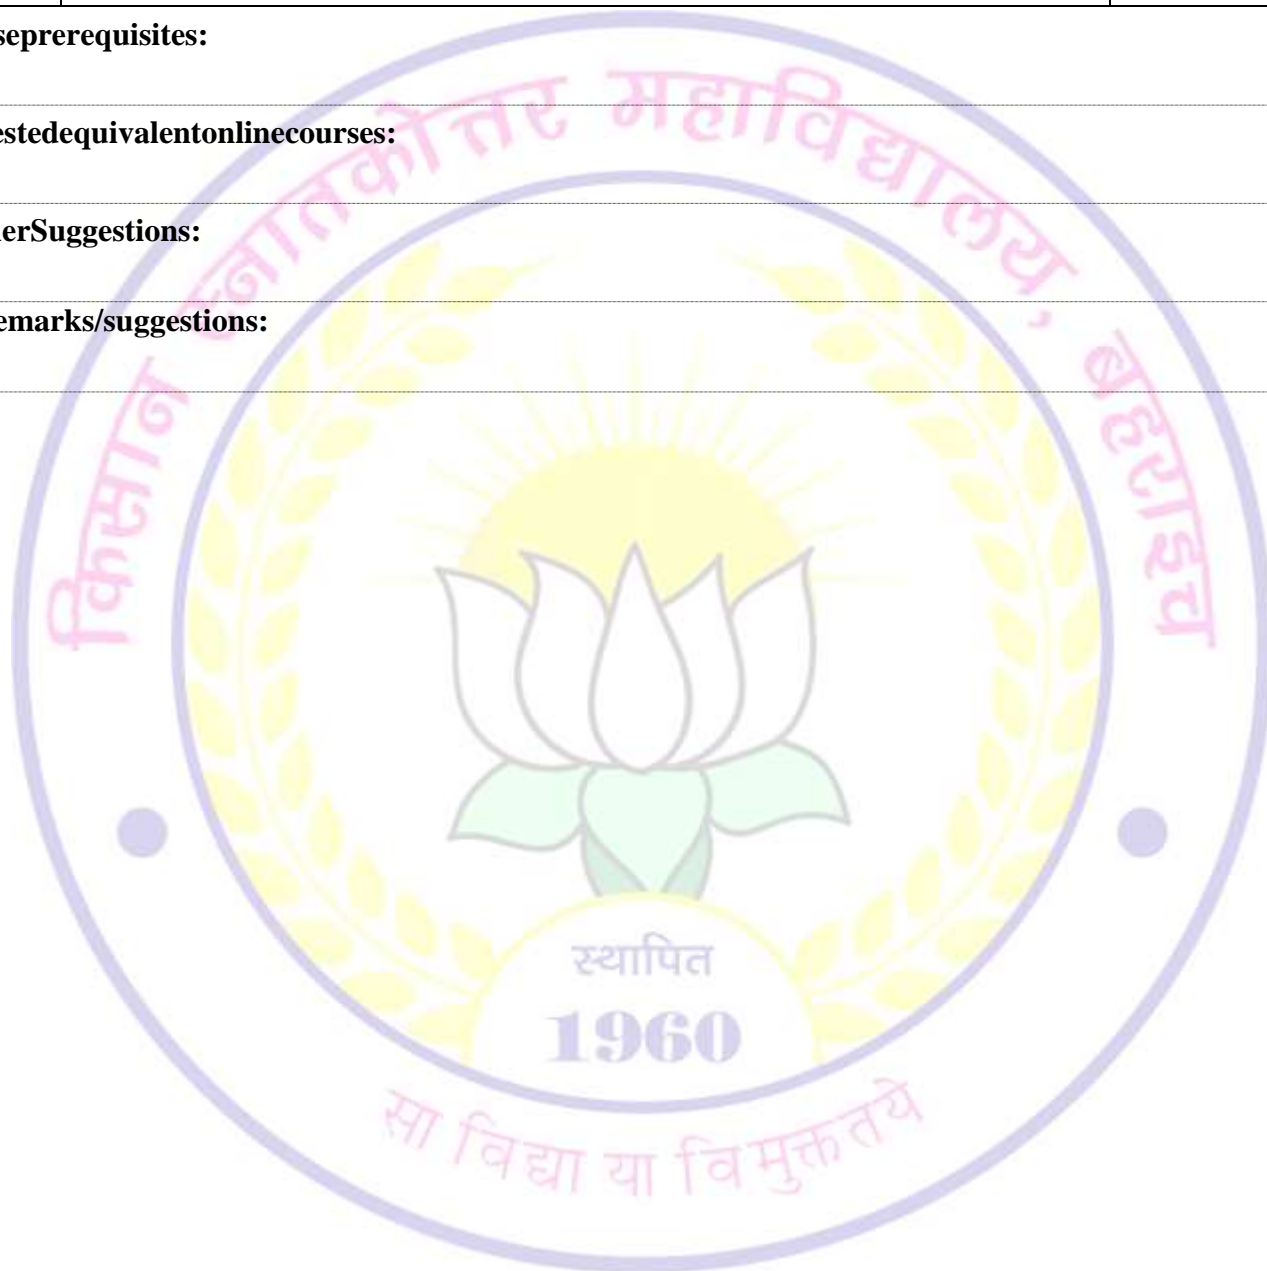 seprerequisites:
estedequivalentonlinecourses:
erSuggestions:
emarks/suggestions:
किसान स्नातकोत्तर महाविद्यालय, बहराइच
स्थापित
1960
सा विद्या या विमुक्तये